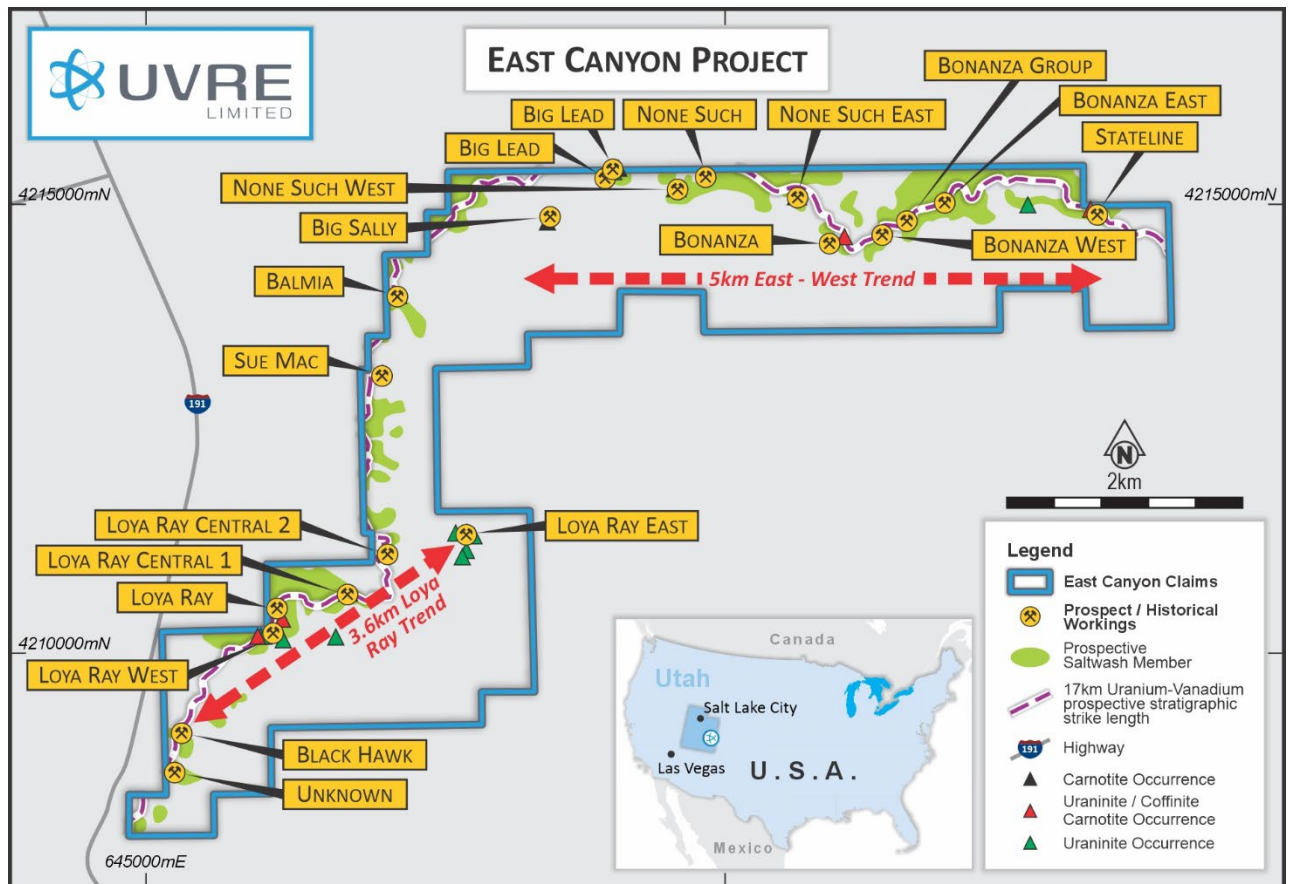 UVRE
LIMITED
EAST CANYON PROJECT
BONANZA GROUP
BIG LEAD
NONE SUCH
NONE SUCH EAST
BONANZA EAST
BIG LEAD
STATELINE
NONE SUCH WEST
4215000mN
4215000mN
BIG SALLY
BONANZA
BONANZA WEST
BALMIA
5km East - West Trend
SUE MAC
191
N
2km
LOYA RAY CENTRAL 2
LOYA RAY EAST
LOYA RAY CENTRAL 1
LOYA RAY
3.6km Loya
Ray Trend
4210000mN
LOYA RAY WEST
BLACK HAWK
UNKNOWN
645000mE
Canada
Utah
Salt Lake City
Las Vegas
U.S.A.
Mexico
Legend
East Canyon Claims
Prospect / Historical
Workings
Prospective
Saltwash Member
17km Uranium-Vanadium
prospective stratigraphic
strike length
191
Highway
Carnotite Occurrence
Uraninite / Coffinite
Carnotite Occurrence
Uraninite Occurrence